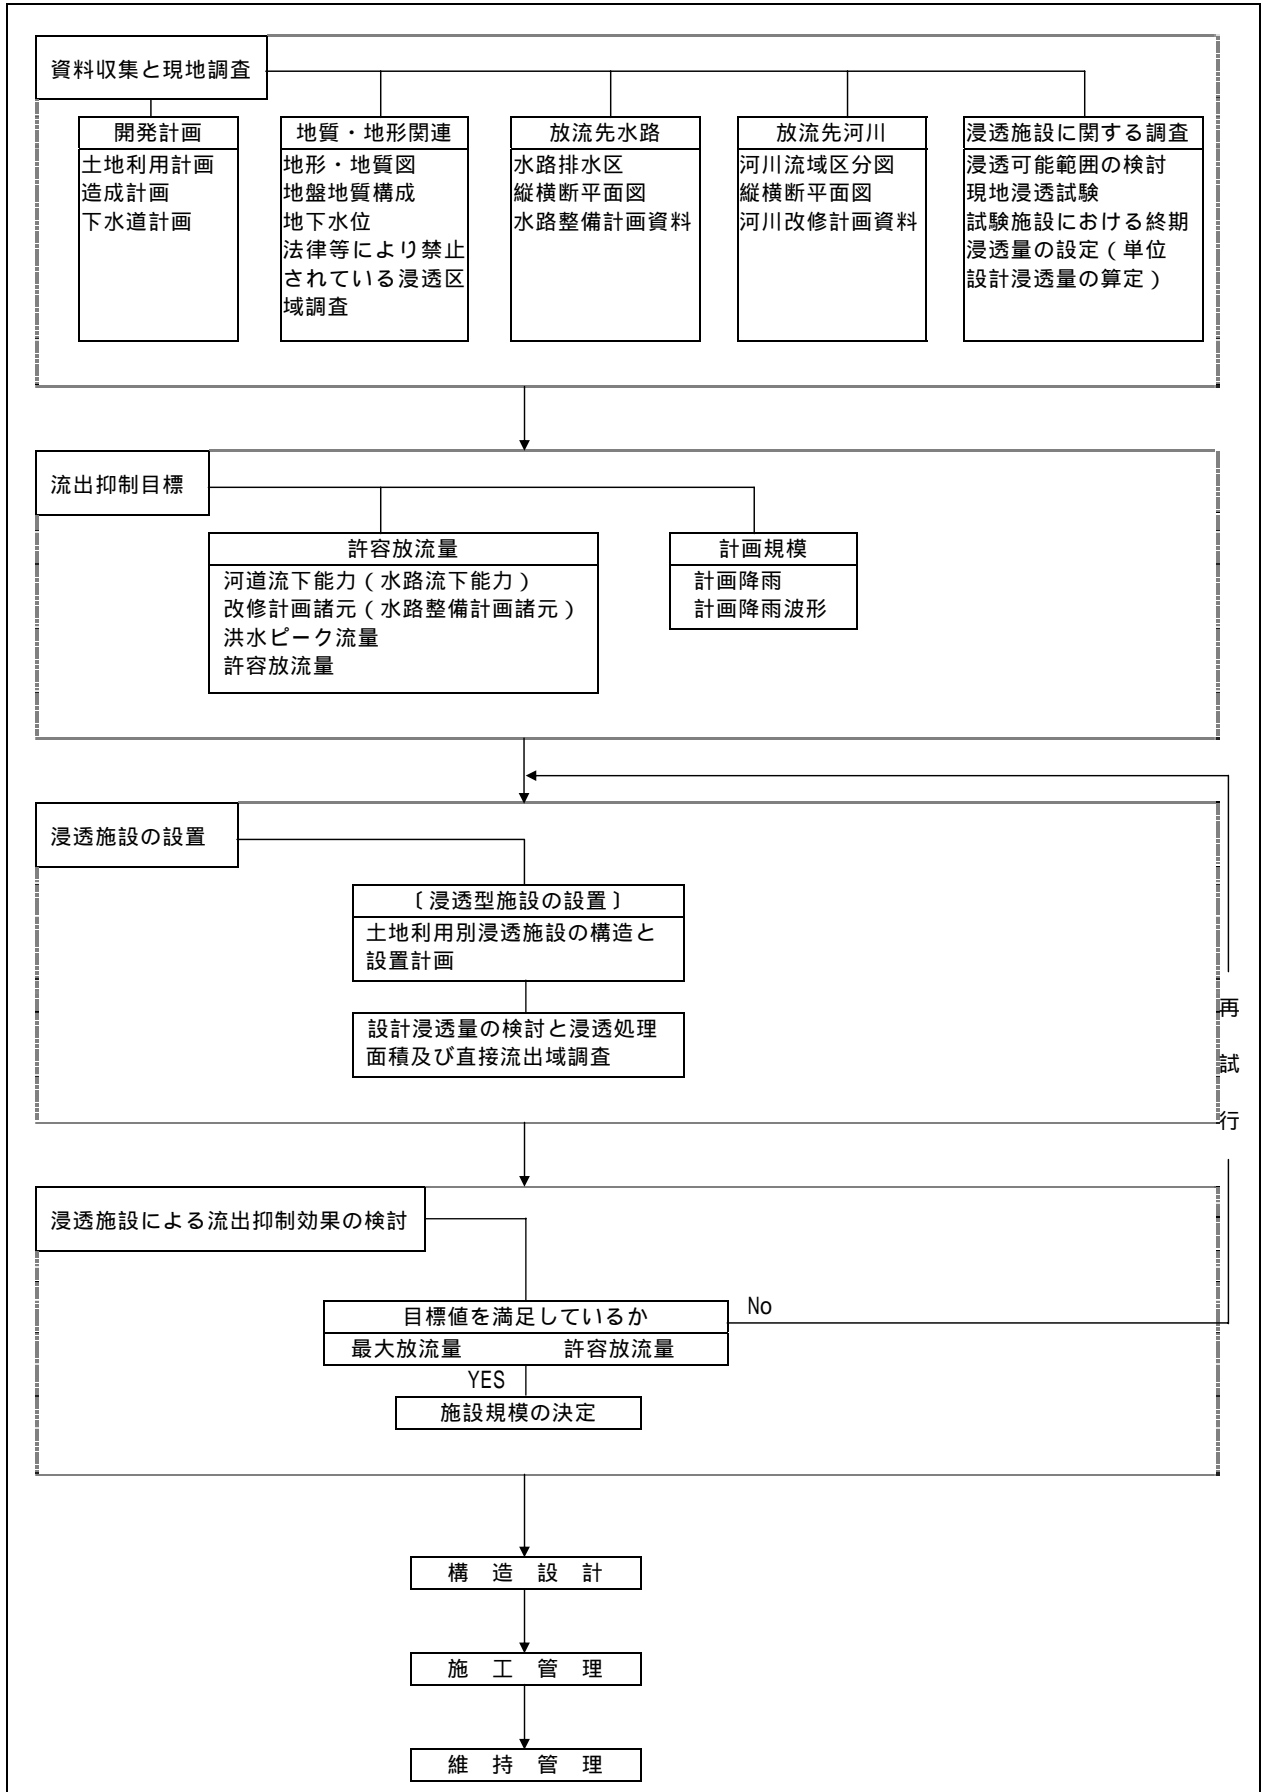 資料収集と現地調査
開発計画
土地利用計画
造成計画
下水道計画
地質・地形関連
地形・地質図
地盤地質構成
地下水位
法律等により禁止
されている浸透区
域調査
放流先水路
水路排水区
縦横断平面図
水路整備計画資料
放流先河川
河川流域区分図
縦横断平面図
河川改修計画資料
浸透施設に関する調査
浸透可能範囲の検討
現地浸透試験
試験施設における終期
浸透量の設定（単位
設計浸透量の算定）
流出抑制目標
許容放流量
河道流下能力（水路流下能力）
改修計画諸元（水路整備計画諸元）
洪水ピーク流量
許容放流量
計画規模
計画降雨
計画降雨波形
浸透施設の設置
〔浸透型施設の設置〕
土地利用別浸透施設の構造と
設置計画
設計浸透量の検討と浸透処理
面積及び直接流出域調査
再試行
浸透施設による流出抑制効果の検討
目標値を満足しているか
No
最大放流量 許容放流量
YES
施設規模の決定
構造設計
施工管理
維持管理